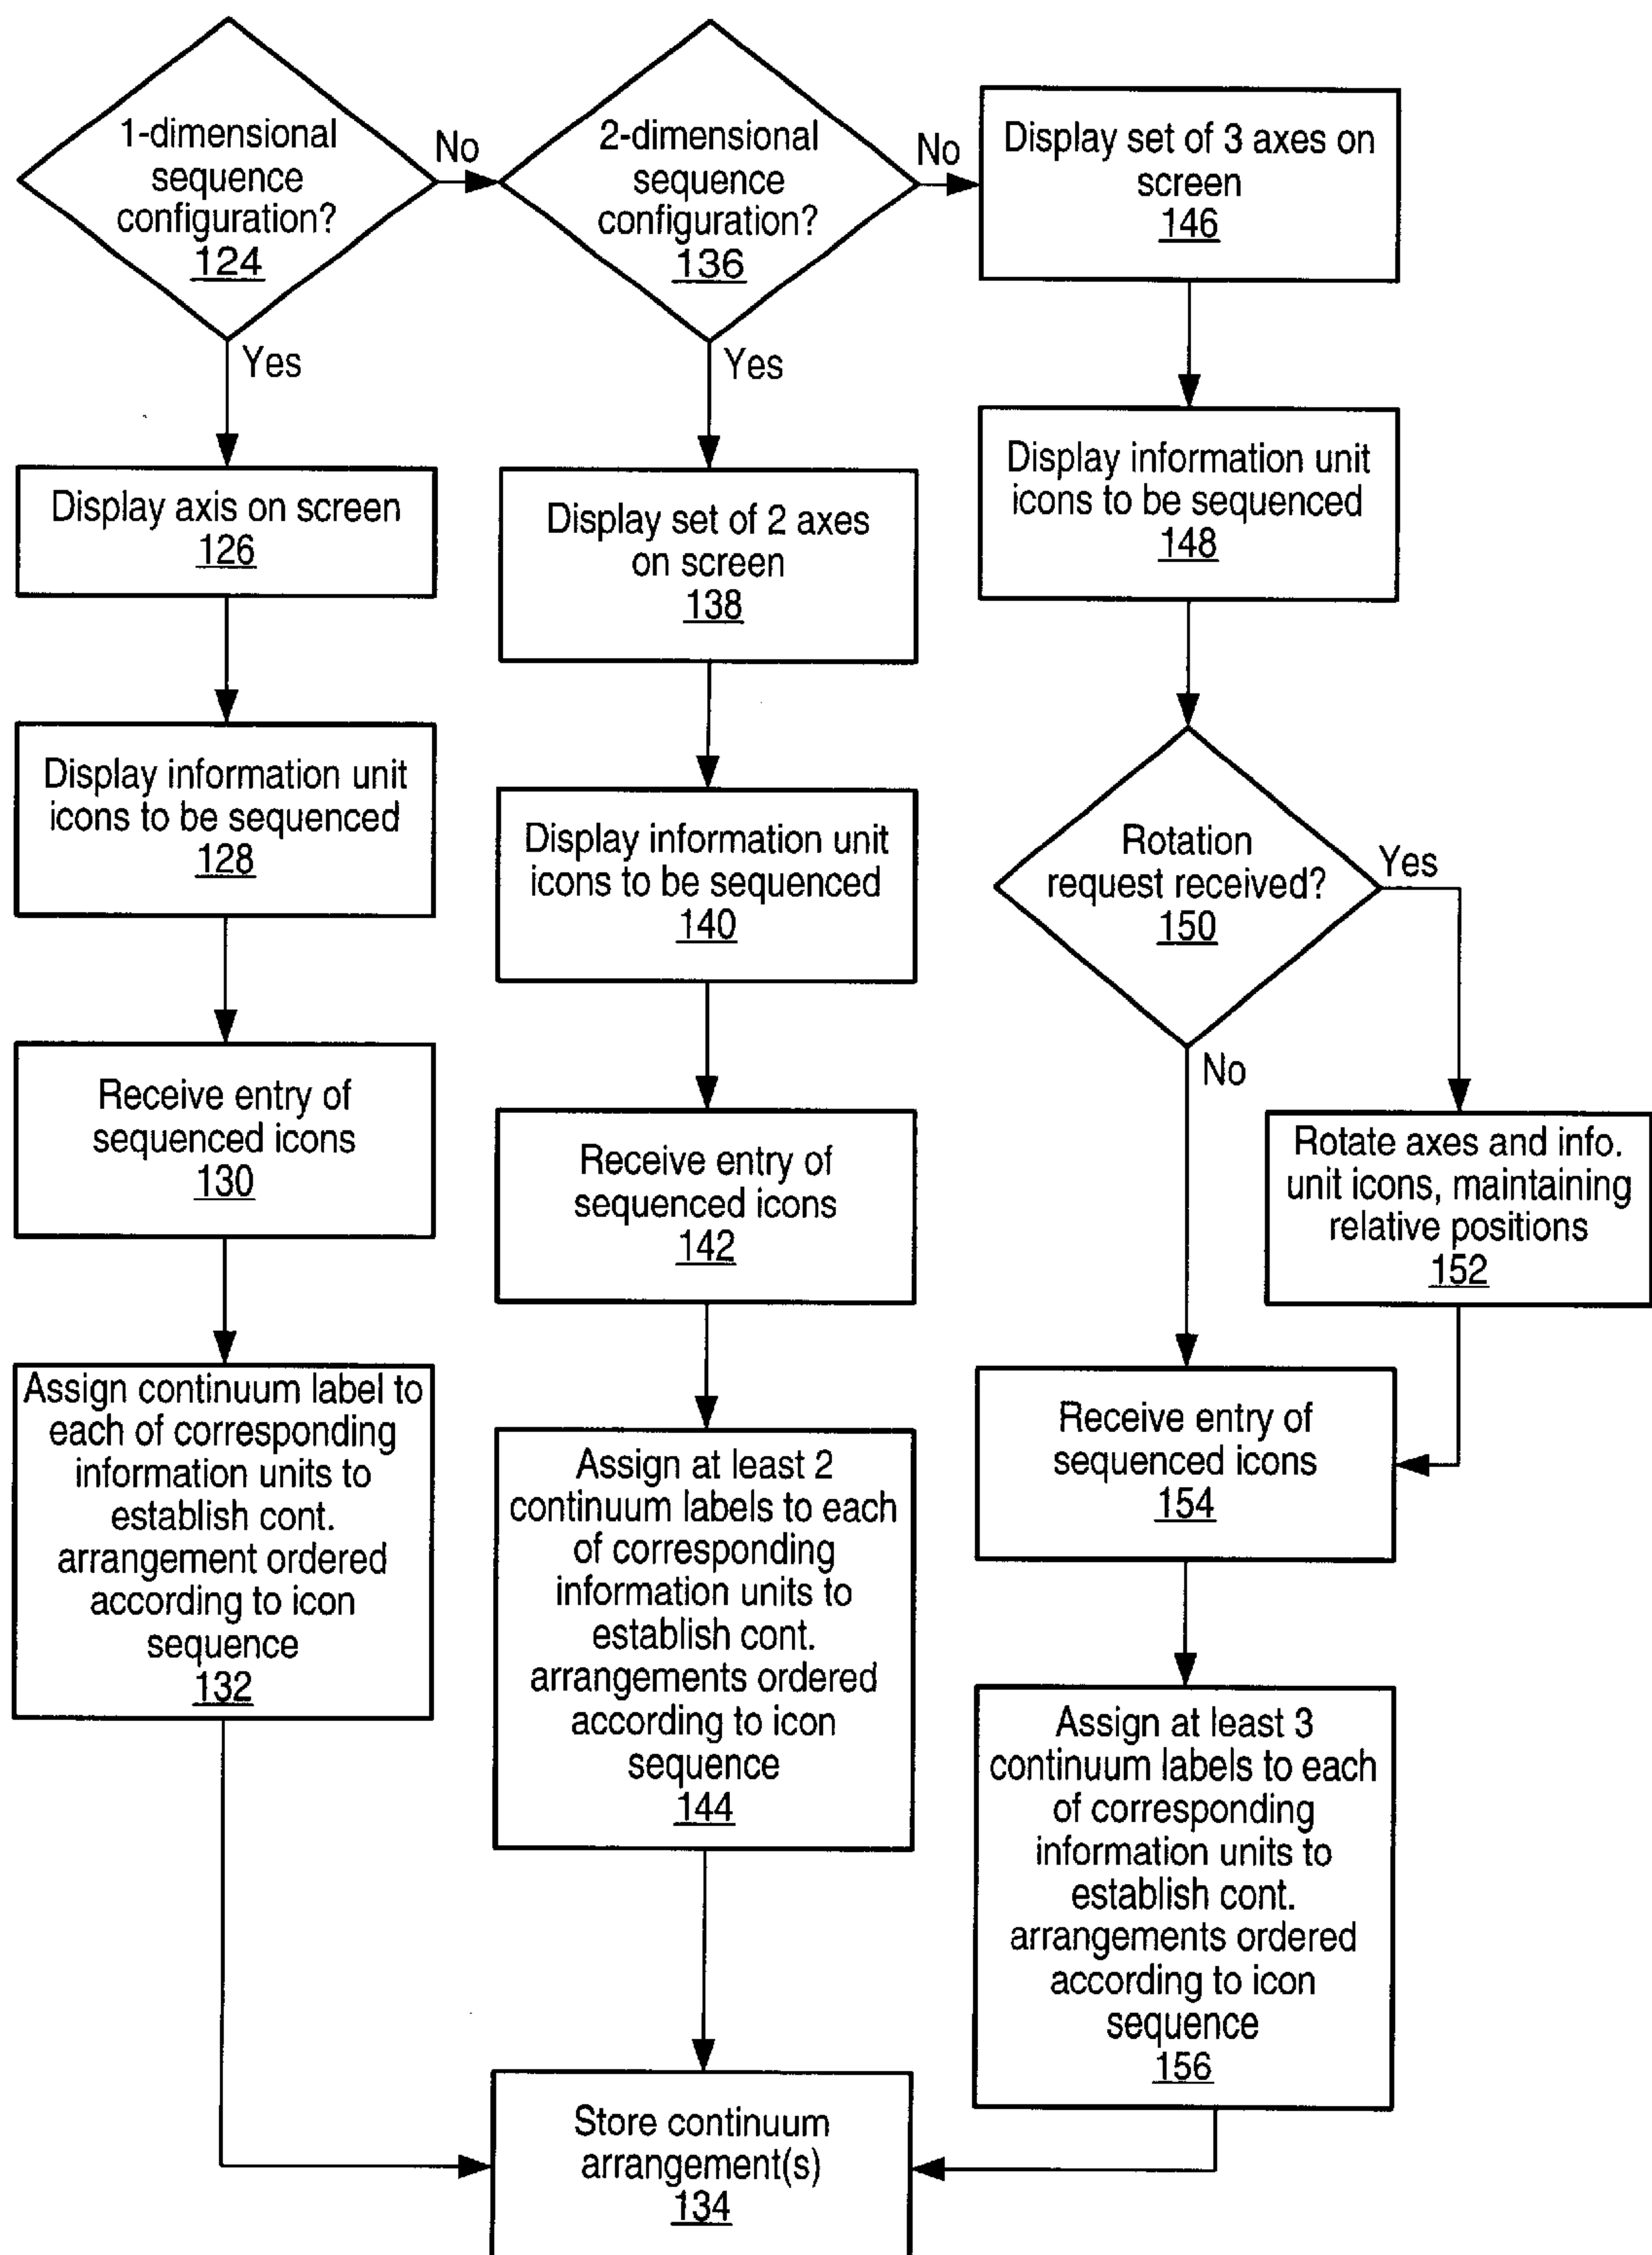 1-dimensional
sequence
configuration?
124
No
Yes
Display axis on screen
126
Display information unit
icons to be sequenced
128
Receive entry of
sequenced icons
130
Assign continuum label to
each of corresponding
information units to
establish cont.
arrangement ordered
according to icon
sequence
132
2-dimensional
sequence
configuration?
136
No
Yes
Display set of 2 axes
on screen
138
Display information unit
icons to be sequenced
140
Receive entry of
sequenced icons
142
Assign at least 2
continuum labels to each
of corresponding
information units to
establish cont.
arrangements ordered
according to icon
sequence
144
Store continuum
arrangement(s)
134
Display set of 3 axes on
screen
146
Display information unit
icons to be sequenced
148
Rotation
request received?
150
Yes
No
Rotate axes and info.
unit icons, maintaining
relative positions
152
Receive entry of
sequenced icons
154
Assign at least 3
continuum labels to each
of corresponding
information units to
establish cont.
arrangements ordered
according to icon
sequence
156